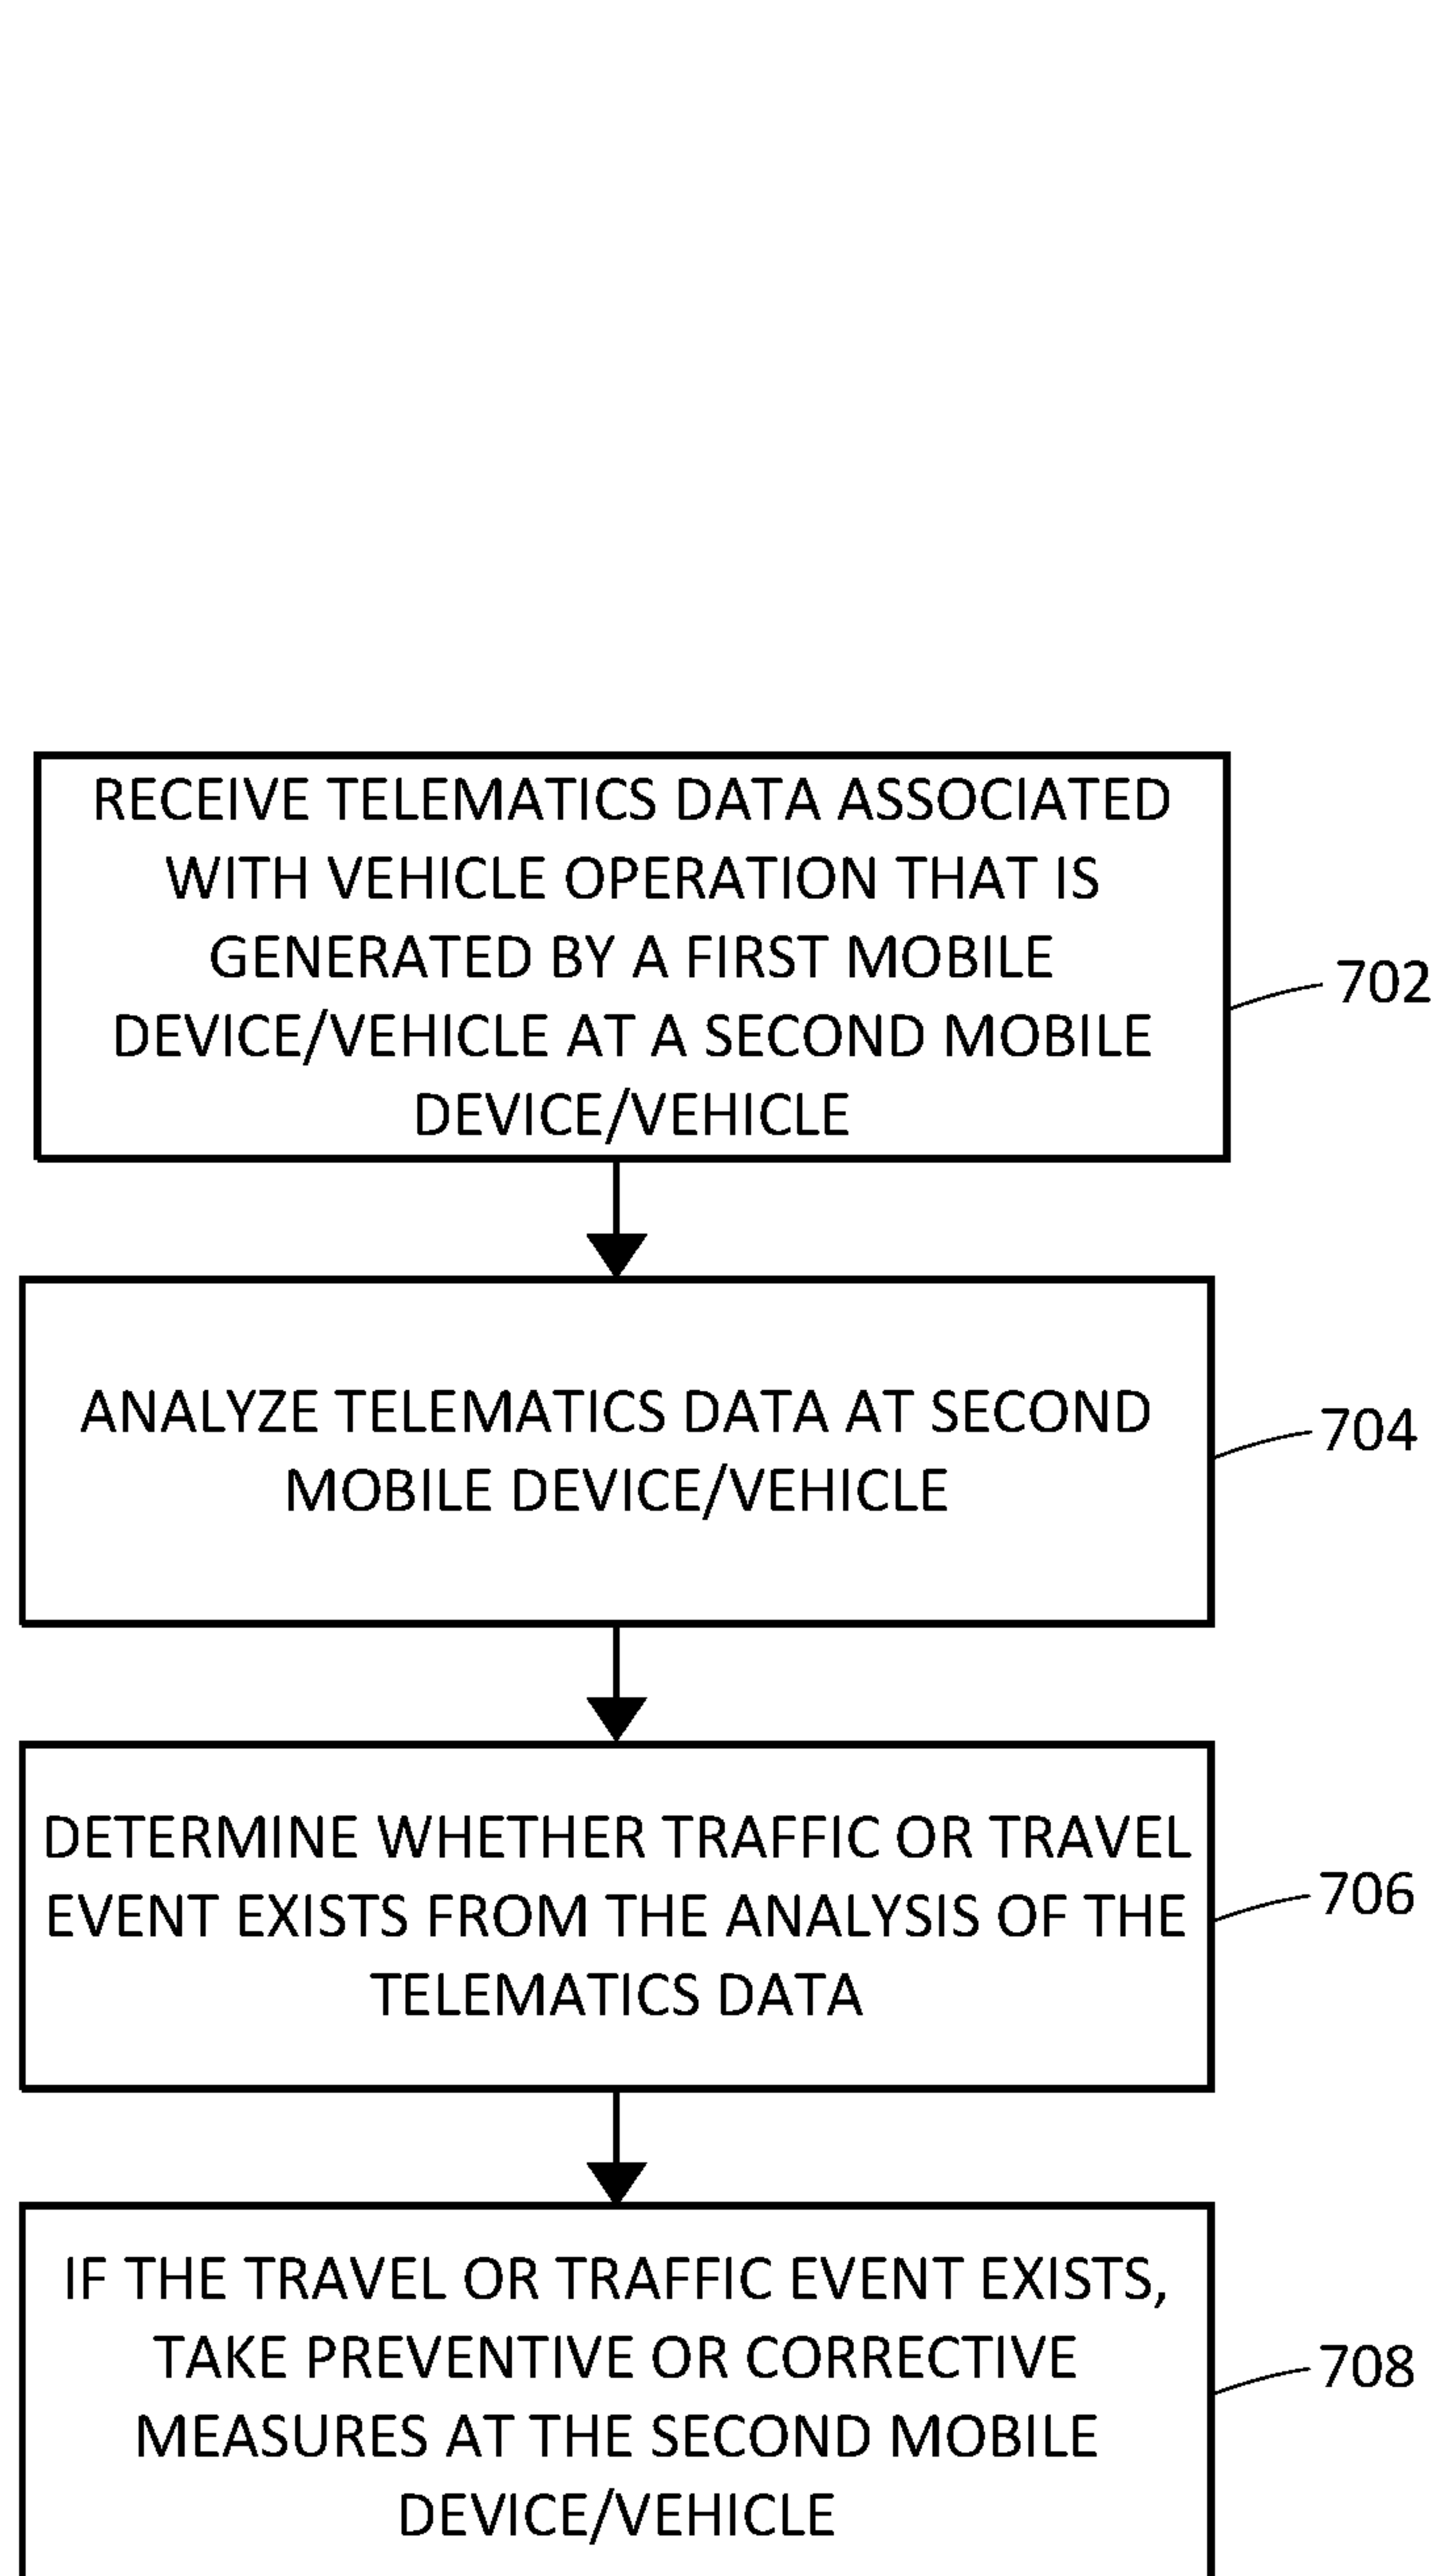 RECEIVE TELEMATICS DATA ASSOCIATED
WITH VEHICLE OPERATION THAT IS
GENERATED BY A FIRST MOBILE
DEVICE/VEHICLE AT A SECOND MOBILE
DEVICE/VEHICLE
702
ANALYZE TELEMATICS DATA AT SECOND
MOBILE DEVICE/VEHICLE
704
DETERMINE WHETHER TRAFFIC OR TRAVEL
EVENT EXISTS FROM THE ANALYSIS OF THE
TELEMATICS DATA
706
IF THE TRAVEL OR TRAFFIC EVENT EXISTS,
TAKE PREVENTIVE OR CORRECTIVE
MEASURES AT THE SECOND MOBILE
DEVICE/VEHICLE
708